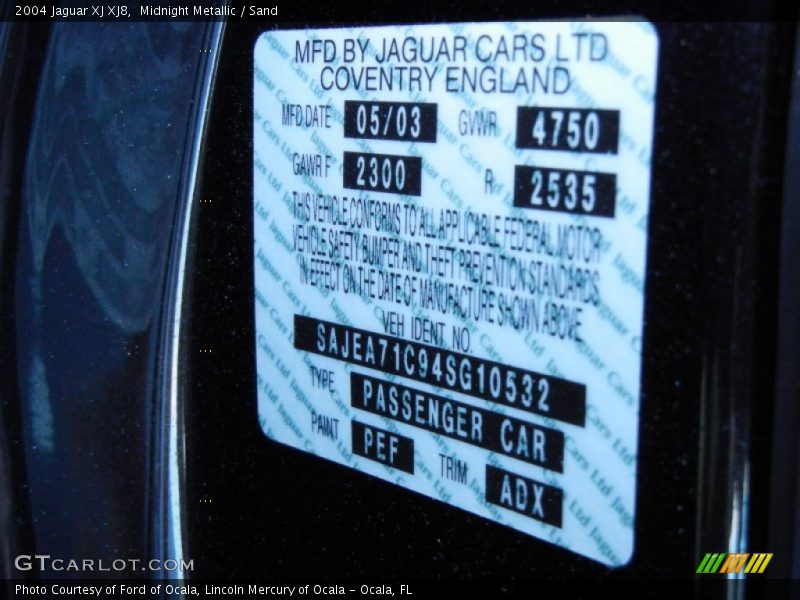 2004 Jaguar XJ XJ8,  Midnight Metallic / Sand
MFD BY JAGUAR CARS LTD
COVENTRY ENGLAND
MFD DATE 05/03 GVWR 4750
GAWR F 2300 R 2535
THIS VEHICLE CONFORMS TO ALL APPLICABLE FEDERAL MOTOR
VEHICLE SAFETY, BUMPER AND THEFT PREVENTION STANDARDS
IN EFFECT ON THE DATE OF MANUFACTURE SHOWN ABOVE
VEH IDENT NO.
SAJEA71C94SG10532
TYPE PASSENGER CAR
PAINT PEF TRIM ADX
GTcarlot.com
Photo Courtesy of Ford of Ocala, Lincoln Mercury of Ocala - Ocala, FL